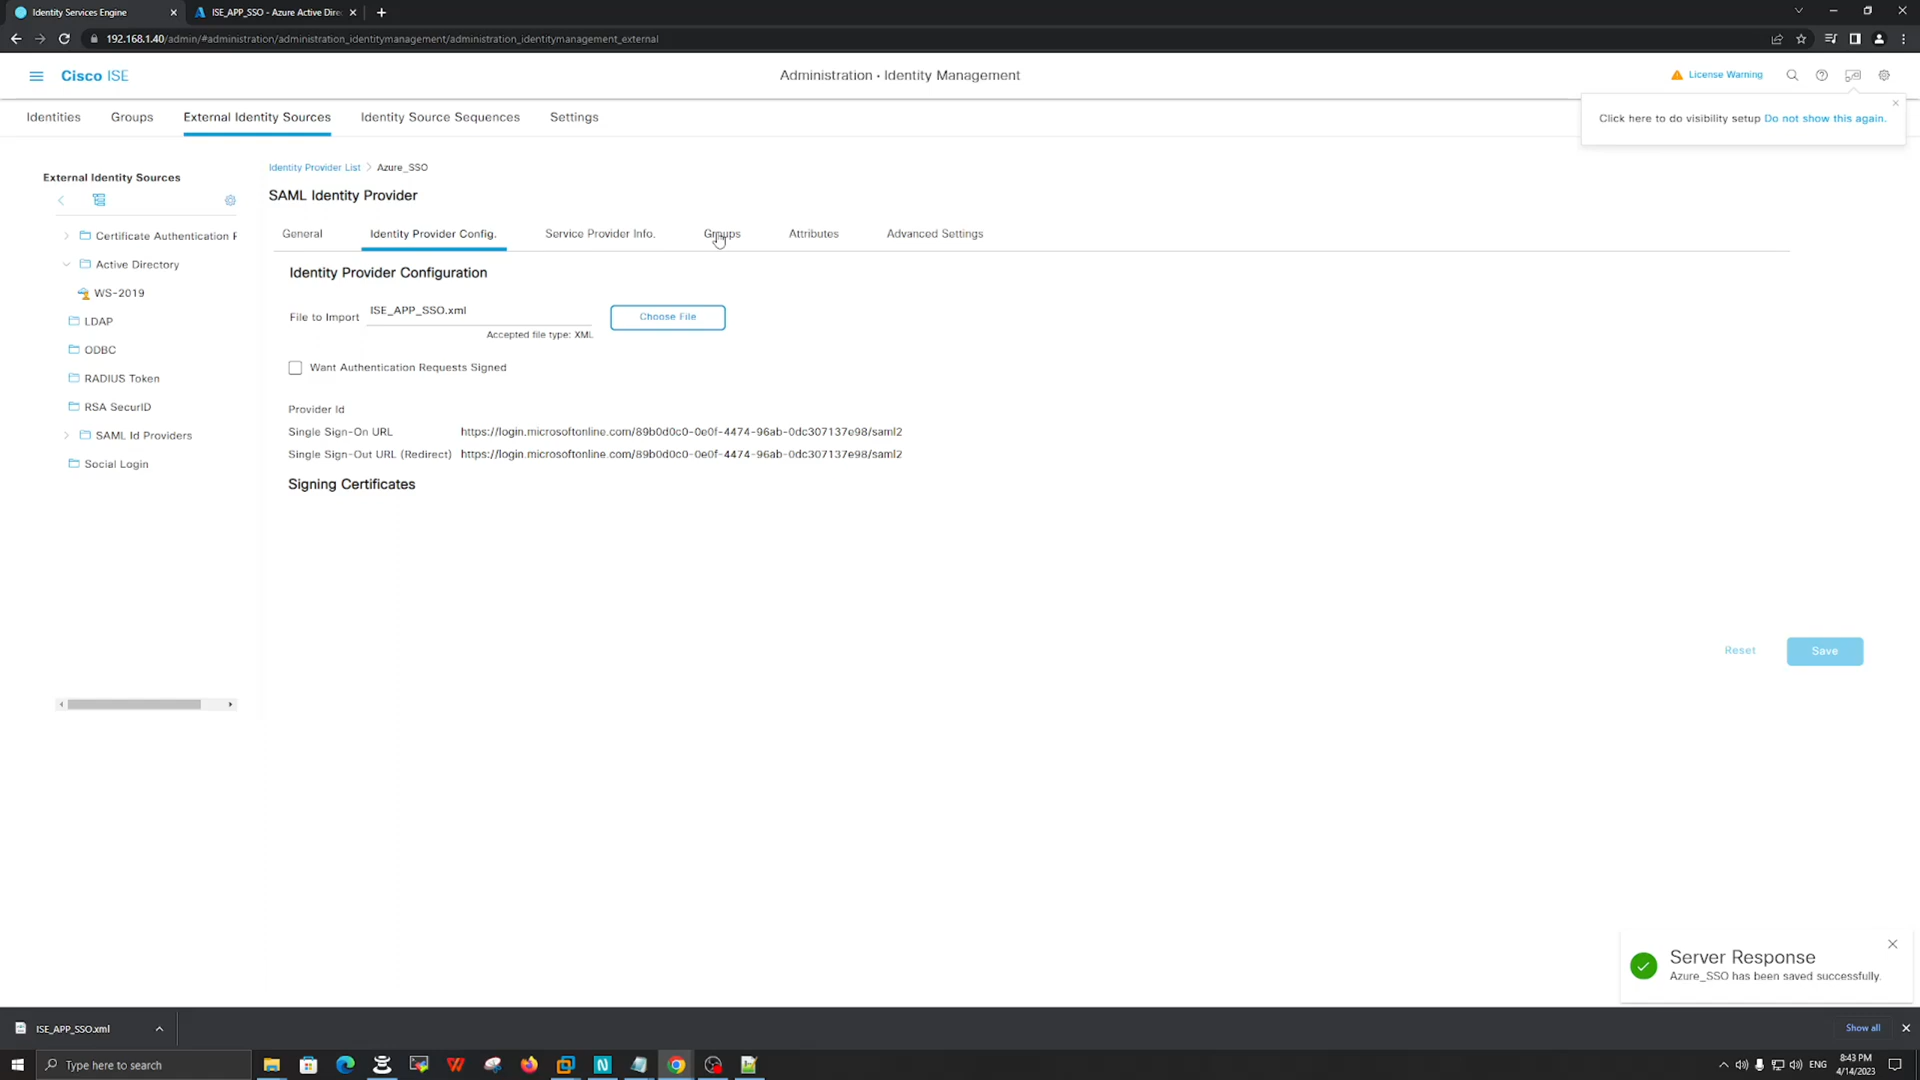 Identity Services Engine
ISE_APP_SSO - Azure Active Dire
192.168.1.40/admin/#administration/administration_identitymanagement/administration_identitymanagement_external
Cisco ISE
Administration · Identity Management
License Warning
Identities
Groups
External Identity Sources
Identity Source Sequences
Settings
Click here to do visibility setup Do not show this again.
External Identity Sources
Certificate Authentication P
Active Directory
WS-2019
LDAP
ODBC
RADIUS Token
RSA SecurID
SAML Id Providers
Social Login
Identity Provider List > Azure_SSO
SAML Identity Provider
General
Identity Provider Config.
Service Provider Info.
Groups
Attributes
Advanced Settings
Identity Provider Configuration
File to Import
ISE_APP_SSO.xml
Choose File
Accepted file type: XML
Want Authentication Requests Signed
Provider Id
Single Sign-On URL https://login.microsoftonline.com/89b0d0c0-0e0f-4474-96ab-0dc307137e98/saml2
Single Sign-Out URL (Redirect) https://login.microsoftonline.com/89b0d0c0-0e0f-4474-96ab-0dc307137e98/saml2
Signing Certificates
Reset
Save
Server Response
Azure_SSO has been saved successfully.
ISE_APP_SSO.xml
Show all
Type here to search
ENG
8:43 PM
4/14/2023